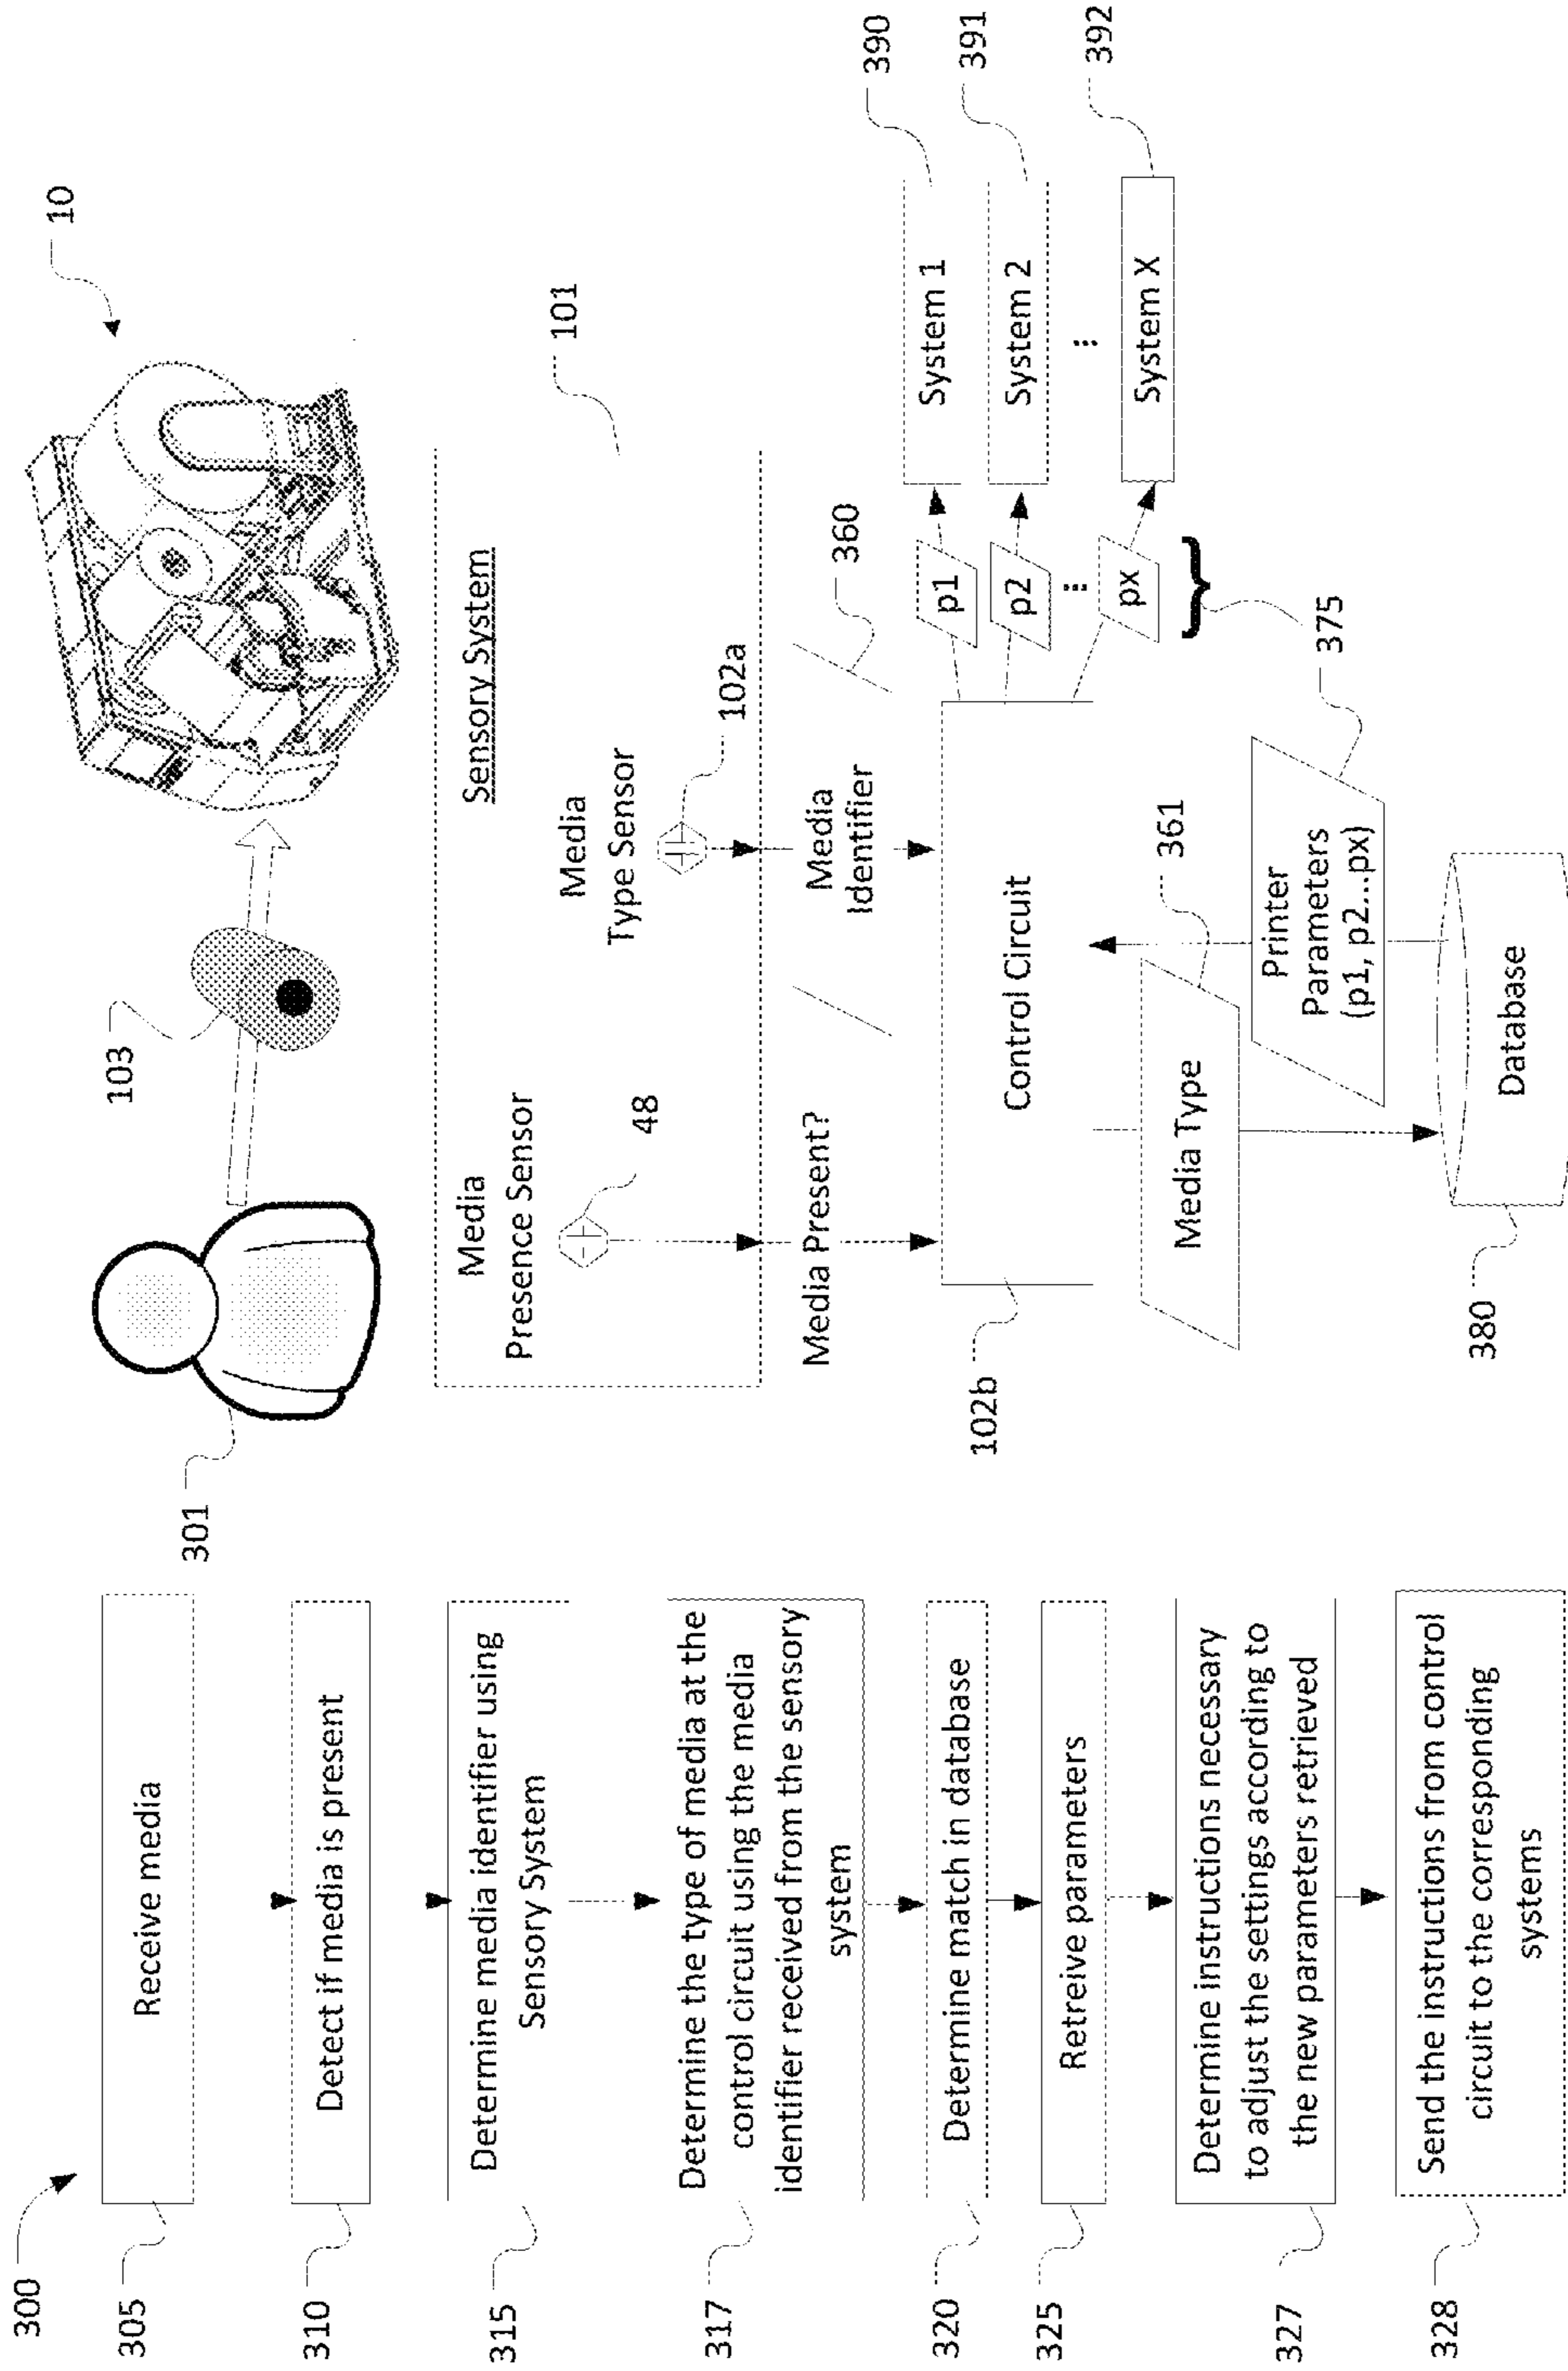 300
305
Receive media
310
Detect if media is present
315
Determine media identifier using
Sensory System
317
Determine the type of media at the
control circuit using the media
identifier received from the sensory
system
320
Determine match in database
325
Retreive parameters
327
Determine instructions necessary
to adjust the settings according to
the new parameters retrieved
328
Send the instructions from control
circuit to the corresponding
systems
301
103
10
Sensory System
101
Media
Presence Sensor
48
Media
Type Sensor
102a
Media Present?
Media
Identifier
360
102b
Control Circuit
p1
p2
px
System 1
System 2
System X
390
391
392
375
Media Type
361
Printer
Parameters
(p1, p2...px)
375
380
Database